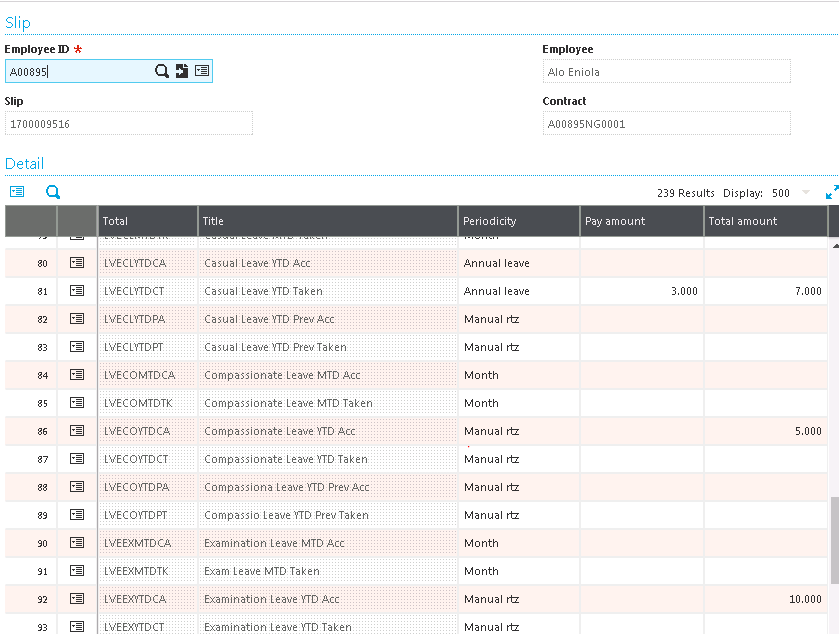 Slip
Employee ID * Employee
A00895 Alo Eniola
Slip Contract
1700009516 A00895NG0001
Detail
239 Results Display: 500
Total Title Periodicity Pay amount Total amount
80 LVECLYTDCA Casual Leave YTD Acc Annual leave
81 LVECLYTDCT Casual Leave YTD Taken Annual leave 3.000 7.000
82 LVECLYTDPA Casual Leave YTD Prev Acc Manual rtz
83 LVECLYTDPT Casual Leave YTD Prev Taken Manual rtz
84 LVECOMTDCA Compassionate Leave MTD Acc Month
85 LVECOMTDTK Compassionate Leave MTD Taken Month
86 LVECOYTDCA Compassionate Leave YTD Acc Manual rtz 5.000
87 LVECOYTDCT Compassionate Leave YTD Taken Manual rtz
88 LVECOYTDPA Compassiona Leave YTD Prev Acc Manual rtz
89 LVECOYTDPT Compassio Leave YTD Prev Taken Manual rtz
90 LVEEXMTDCA Examination Leave MTD Acc Month
91 LVEEXMTDTK Exam Leave MTD Taken Month
92 LVEEXYTDCA Examination Leave YTD Acc Manual rtz 10.000
93 LVEEXYTDCT Examination Leave YTD Taken Manual rtz